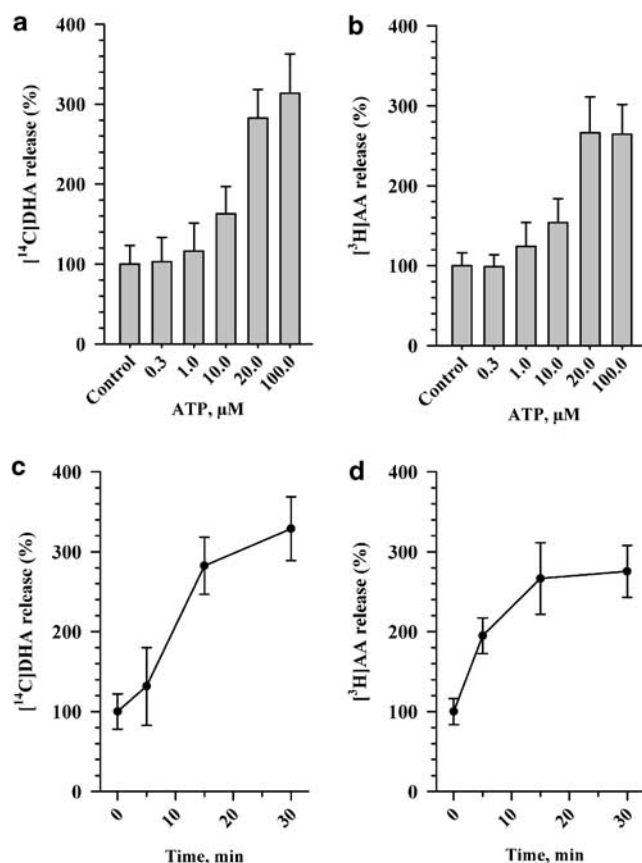 a
[¹⁴C]DHA release (%)
400
300
200
100
0
Control
0.3
1.0
10.0
20.0
100.0
ATP, µM
b
[³H]AA release (%)
400
300
200
100
0
Control
0.3
1.0
10.0
20.0
100.0
ATP, µM
c
[¹⁴C]DHA release (%)
400
300
200
100
0
0
10
20
30
Time, min
d
[³H]AA release (%)
400
300
200
100
0
0
10
20
30
Time, min